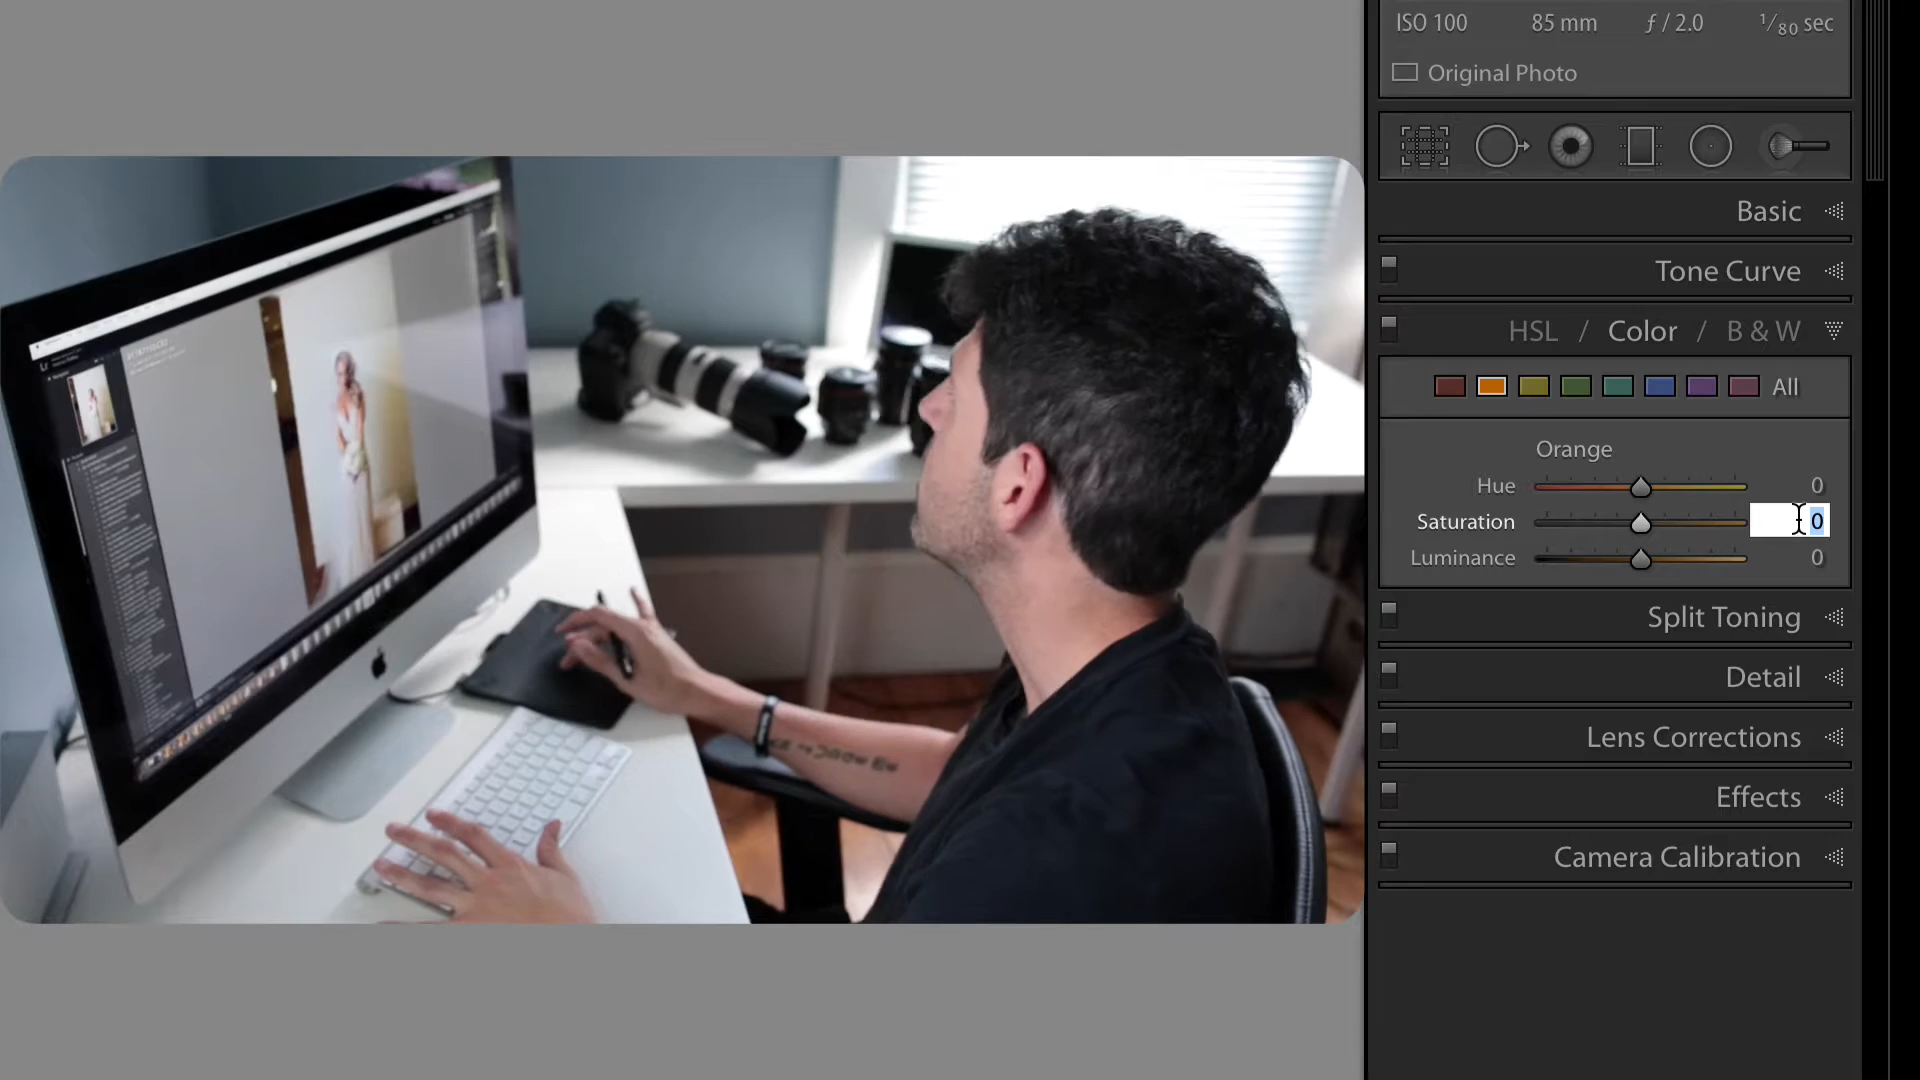 ISO 100 85 mm ƒ / 2.0 1/80 sec
Original Photo
Basic
Tone Curve
HSL / Color / B & W
All
Orange
Hue 0
Saturation 0
Luminance 0
Split Toning
Detail
Lens Corrections
Effects
Camera Calibration
Lr